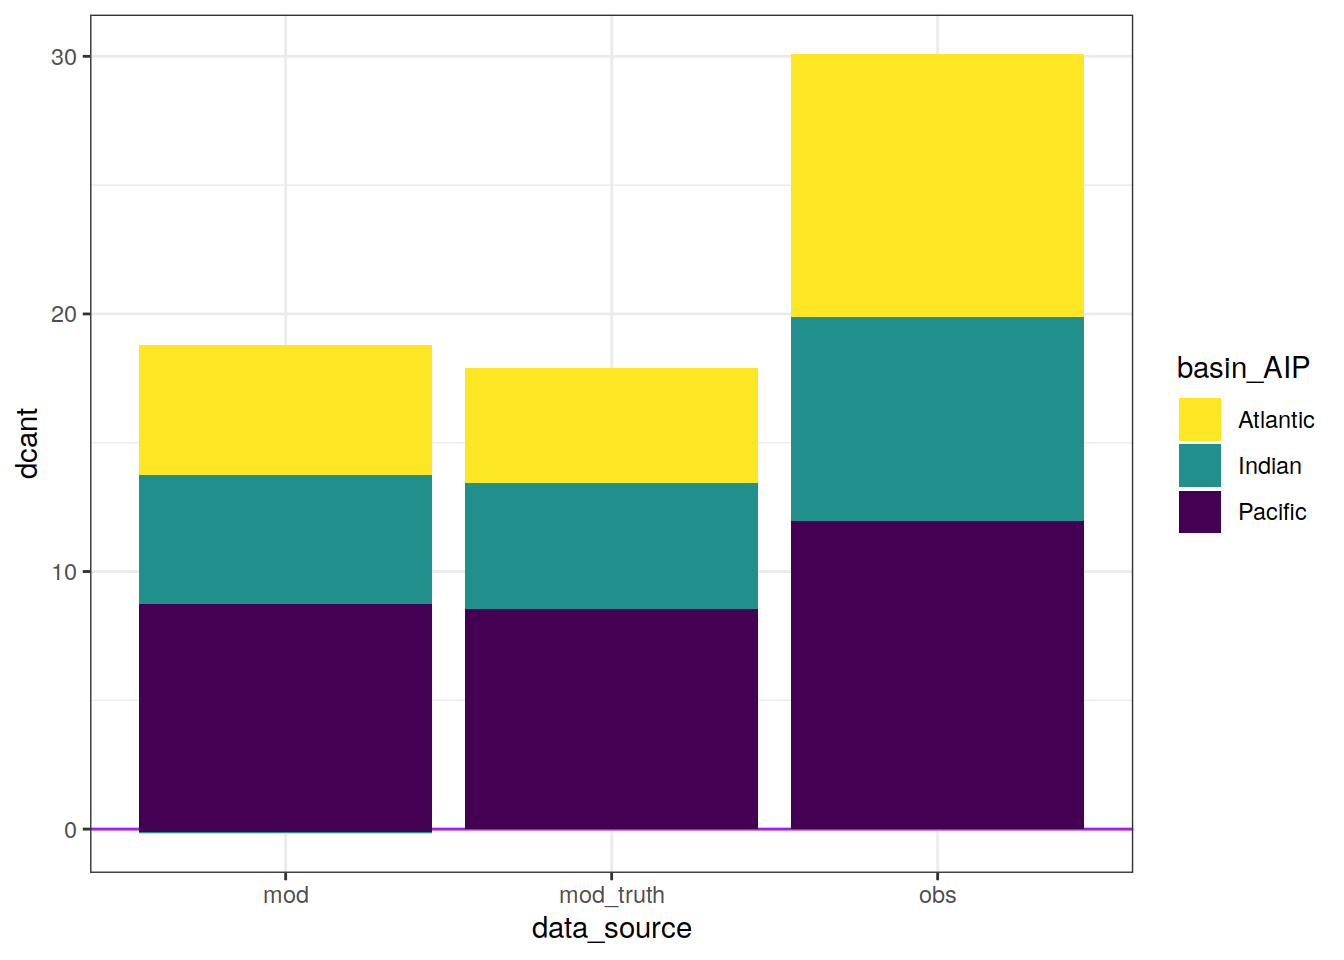 30
20
10
0
dcant
mod
mod_truth
obs
data_source
basin_AIP
Atlantic
Indian
Pacific